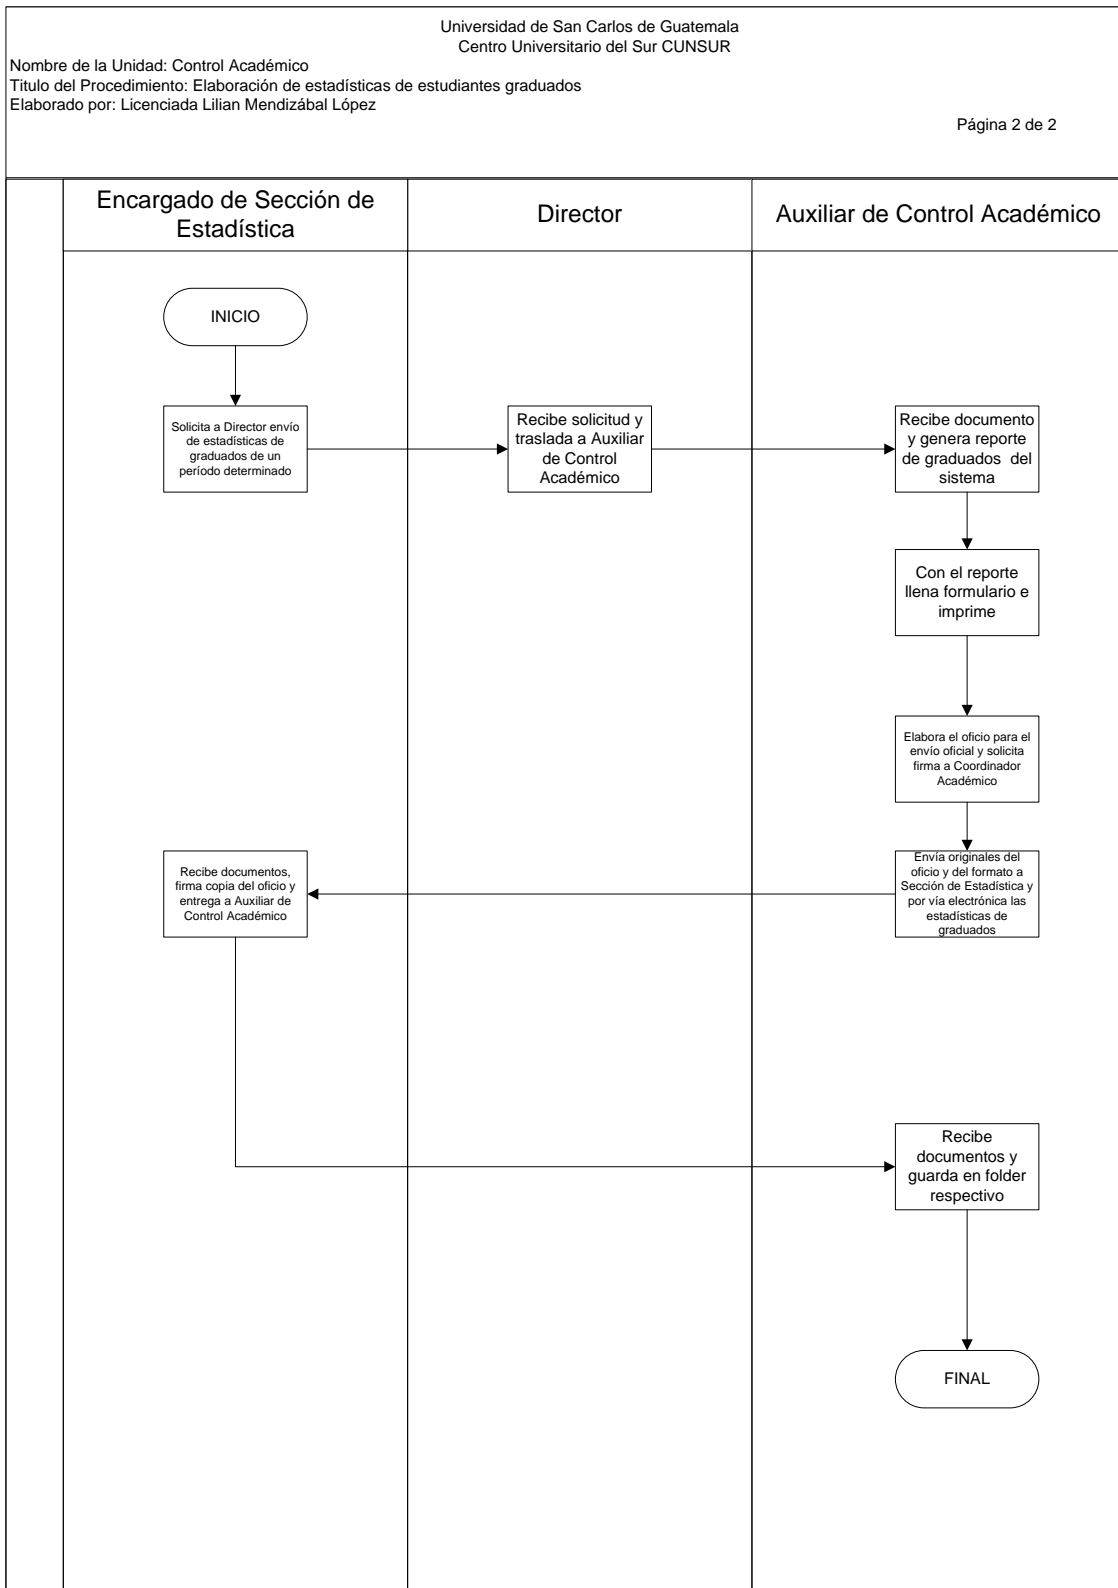 Universidad de San Carlos de Guatemala
Centro Universitario del Sur CUNSUR
Nombre de la Unidad: Control Académico
Titulo del Procedimiento: Elaboración de estadísticas de estudiantes graduados
Elaborado por: Licenciada Lilian Mendizábal López
Página 2 de 2
Encargado de Sección de
Estadística
Director
Auxiliar de Control Académico
INICIO
Solicita a Director envío
de estadísticas de
graduados de un
período determinado
Recibe solicitud y
traslada a Auxiliar
de Control
Académico
Recibe documento
y genera reporte
de graduados  del
sistema
Con el reporte
llena formulario e
imprime
Elabora el oficio para el
envío oficial y solicita
firma a Coordinador
Académico
Envía originales del
oficio y del formato a
Sección de Estadística y
por vía electrónica las
estadísticas de
graduados
Recibe documentos,
firma copia del oficio y
entrega a Auxiliar de
Control Académico
Recibe
documentos y
guarda en folder
respectivo
FINAL